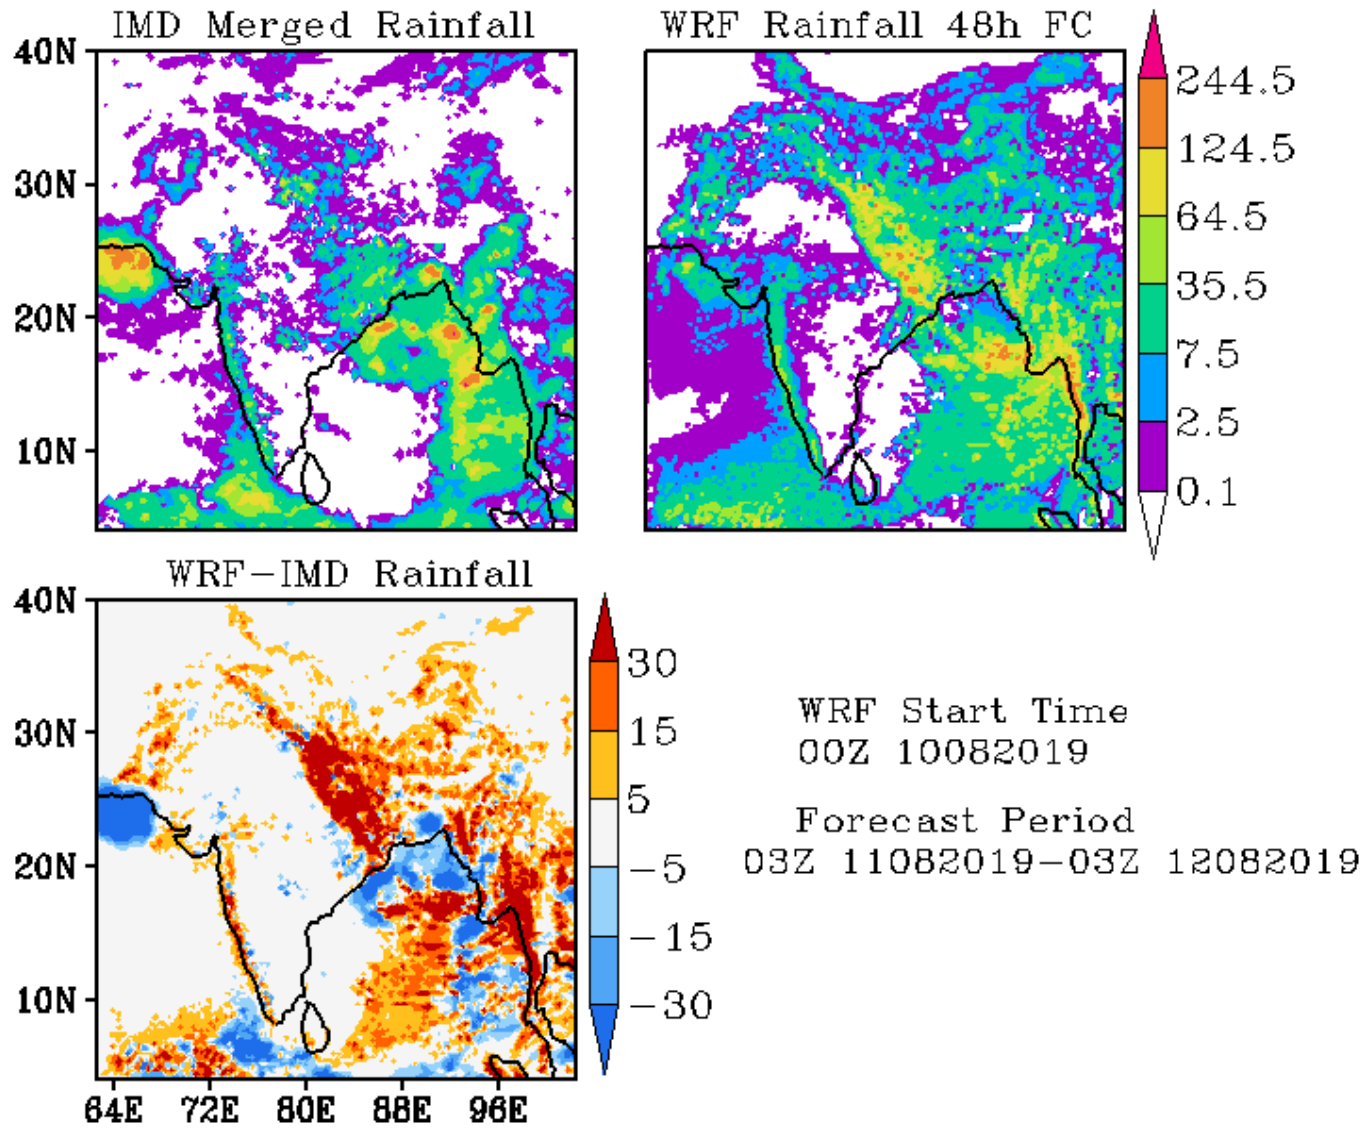 IMD Merged Rainfall
WRF Rainfall 48h FC
40N
30N
20N
10N
244.5
124.5
64.5
35.5
7.5
2.5
0.1
WRF-IMD Rainfall
40N
30N
20N
10N
64E 72E 80E 88E 96E
30
15
5
-5
-15
-30
WRF Start Time
00Z 10082019
Forecast Period
03Z 11082019-03Z 12082019